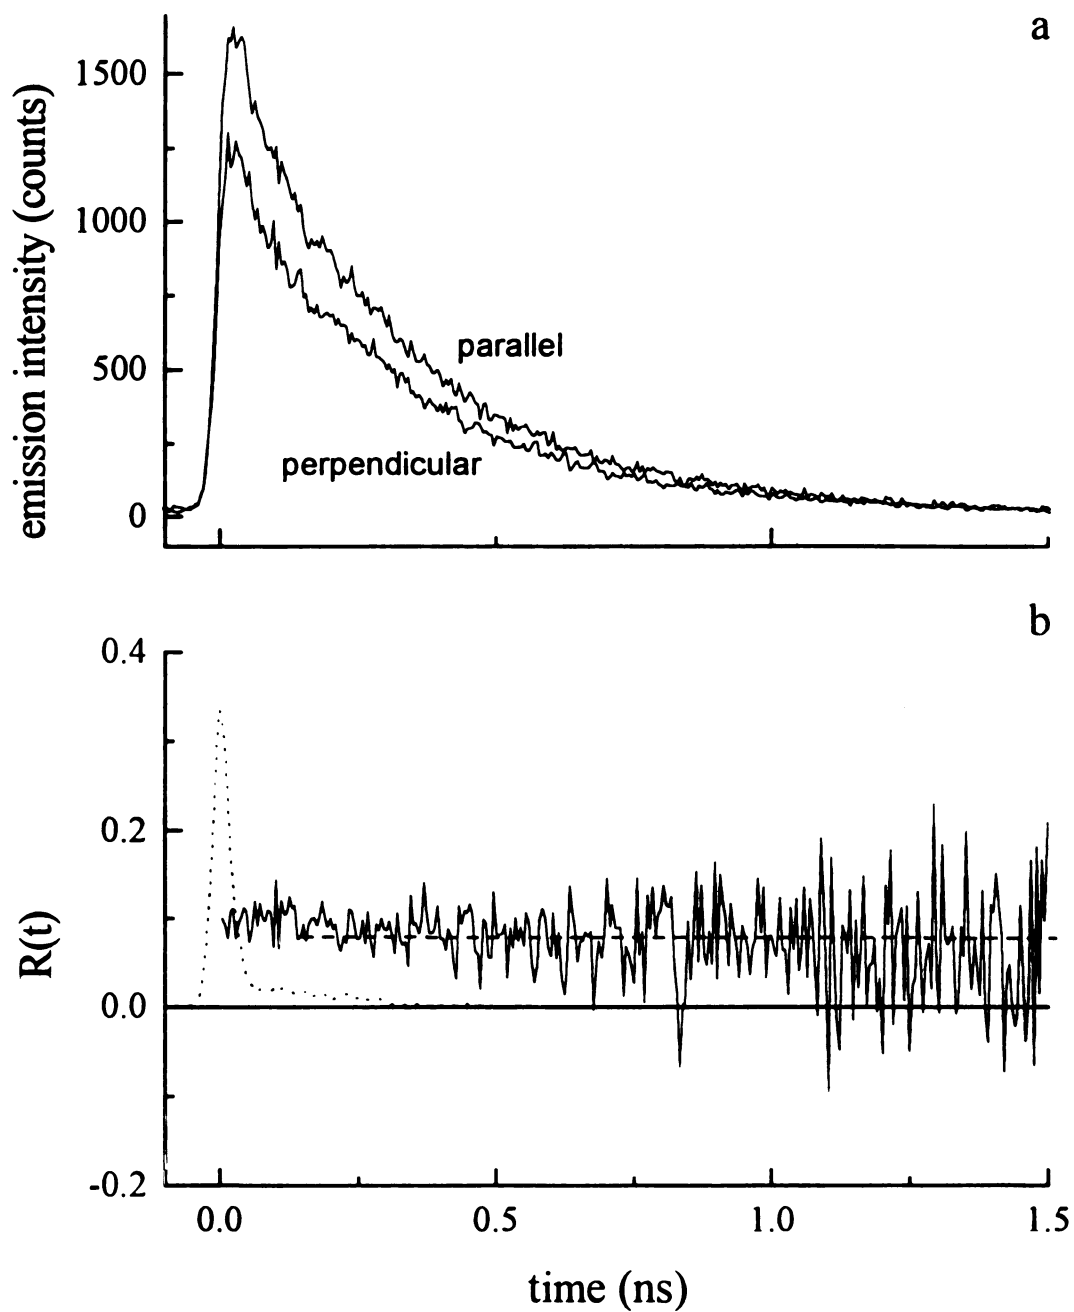 a
emission intensity (counts)
1500
1000
500
0
parallel
perpendicular
b
R(t)
0.4
0.2
0.0
-0.2
0.0 0.5 1.0 1.5
time (ns)